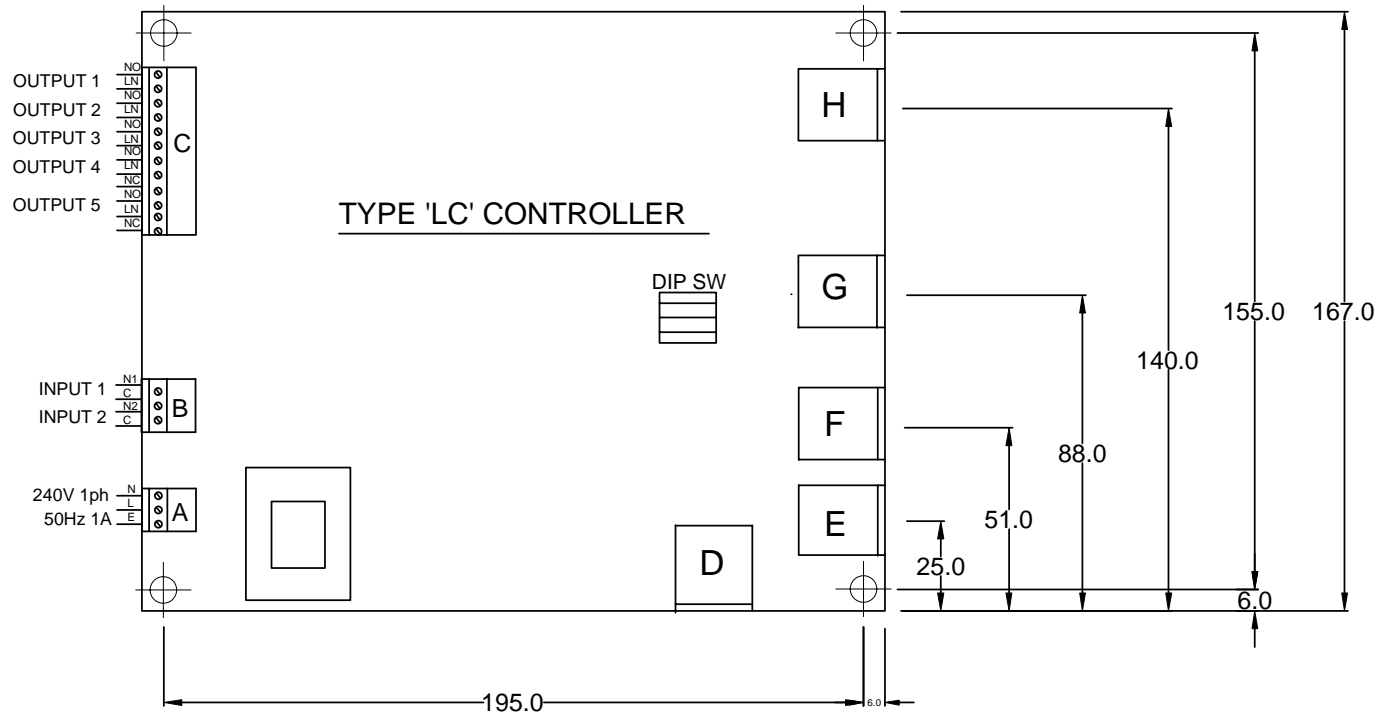 NO
OUTPUT 1
LN
NO
OUTPUT 2
LN
NO
OUTPUT 3
LN
NO
OUTPUT 4
LN
NC
NO
OUTPUT 5
LN
NC
C
H
TYPE 'LC' CONTROLLER
DIP SW
G
155.0
167.0
140.0
N1
INPUT 1
C
N2
INPUT 2
C
B
F
88.0
240V 1ph
N
L
50Hz 1A
E
A
E
51.0
D
25.0
6.0
195.0
6.0